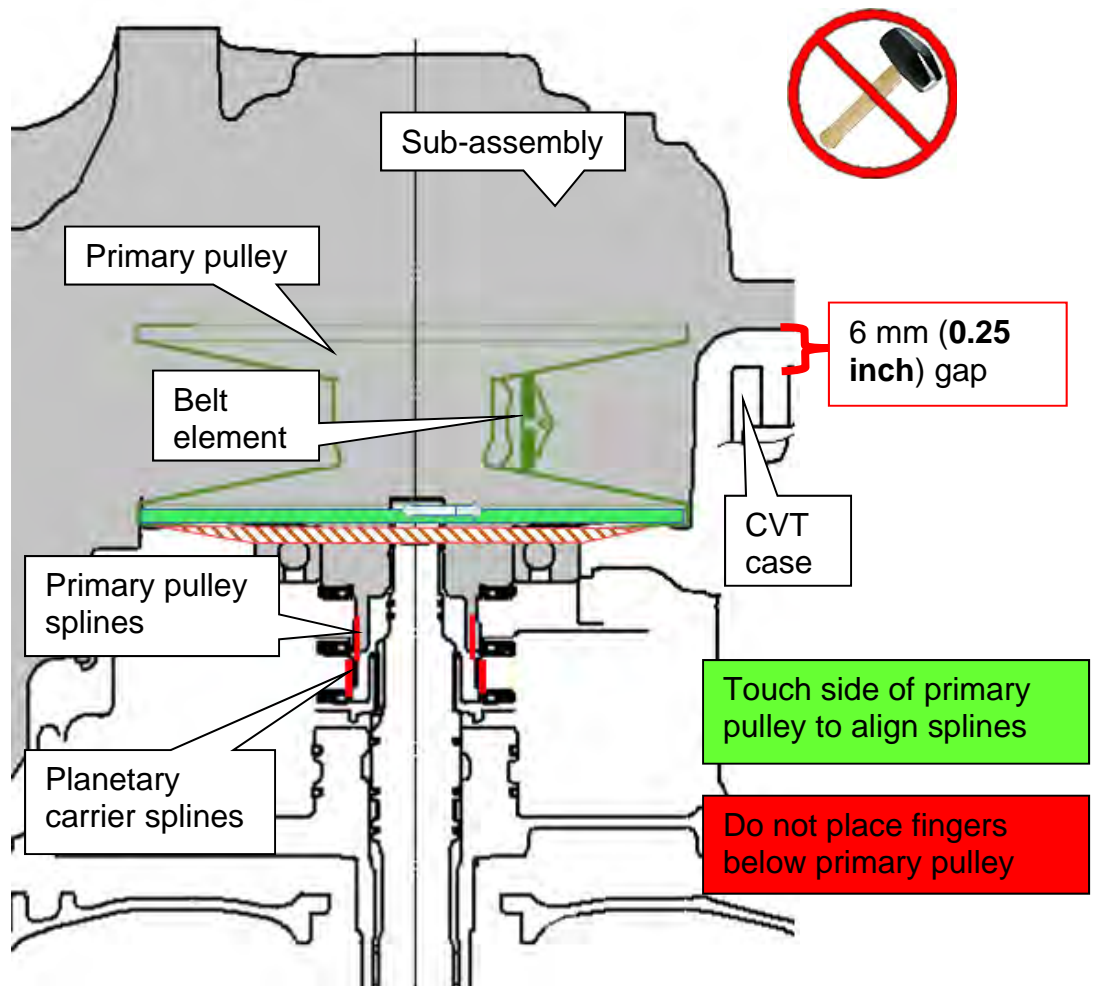 Sub-assembly
Primary pulley
6 mm (0.25
inch) gap
Belt
element
CVT
case
Primary pulley
splines
Touch side of primary
pulley to align splines
Planetary
carrier splines
Do not place fingers
below primary pulley